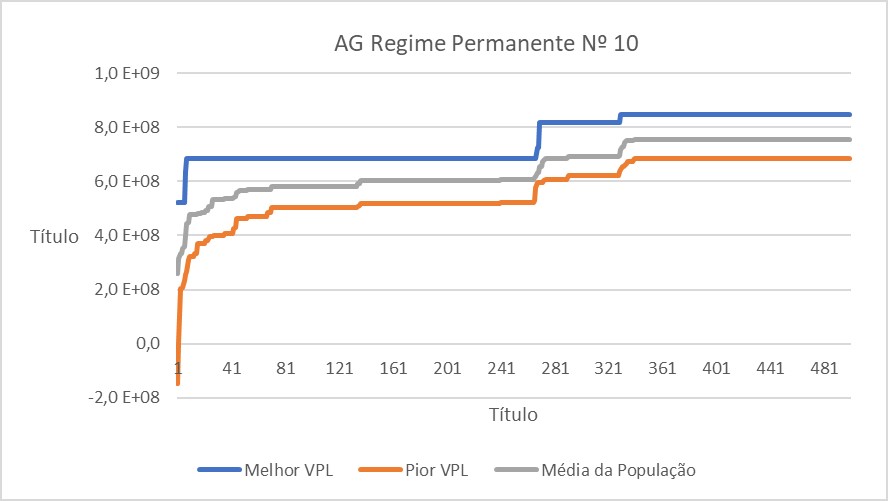 AG Regime Permanente Nº 10
1,0 E+09
8,0 E+08
6,0 E+08
4,0 E+08
2,0 E+08
0,0
-2,0 E+08
Título
1 41 81 121 161 201 241 281 321 361 401 441 481
Título
Melhor VPL Pior VPL Média da População